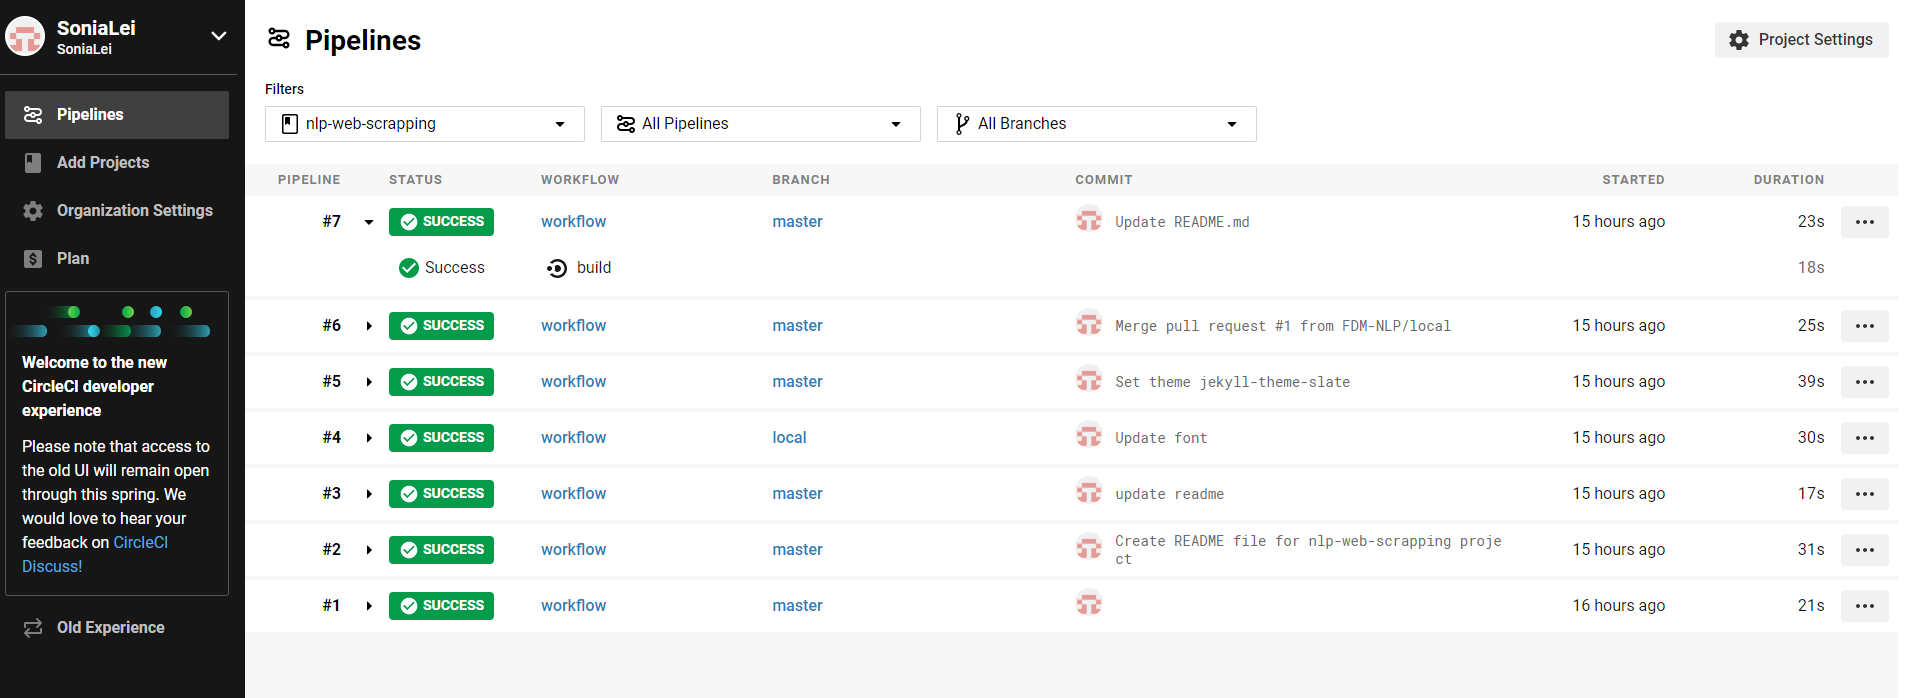 SoniaLei
SoniaLei
Pipelines
Add Projects
Organization Settings
Plan
Welcome to the new
CircleCI developer
experience
Please note that access to
the old UI will remain open
through this spring. We
would love to hear your
feedback on CircleCI
Discuss!
Old Experience
Pipelines
Project Settings
Filters
nlp-web-scrapping All Pipelines All Branches
PIPELINE STATUS WORKFLOW BRANCH COMMIT STARTED DURATION
#7 SUCCESS workflow master Update README.md 15 hours ago 23s
Success build 18s
#6 SUCCESS workflow master Merge pull request #1 from FDM-NLP/local 15 hours ago 25s
#5 SUCCESS workflow master Set theme jekyll-theme-slate 15 hours ago 39s
#4 SUCCESS workflow local Update font 15 hours ago 30s
#3 SUCCESS workflow master update readme 15 hours ago 17s
#2 SUCCESS workflow master Create README file for nlp-web-scrapping proje
ct 15 hours ago 31s
#1 SUCCESS workflow master 16 hours ago 21s